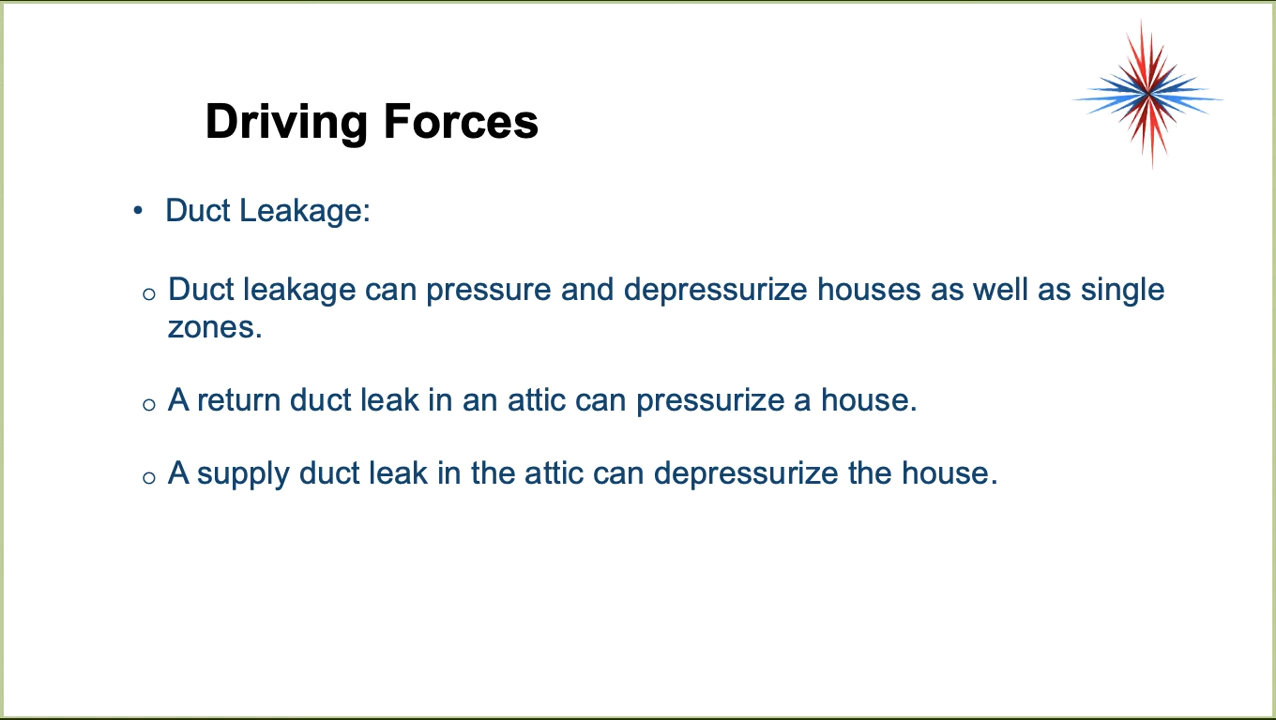 Driving Forces
• Duct Leakage:
o Duct leakage can pressure and depressurize houses as well as single
zones.
o A return duct leak in an attic can pressurize a house.
o A supply duct leak in the attic can depressurize the house.